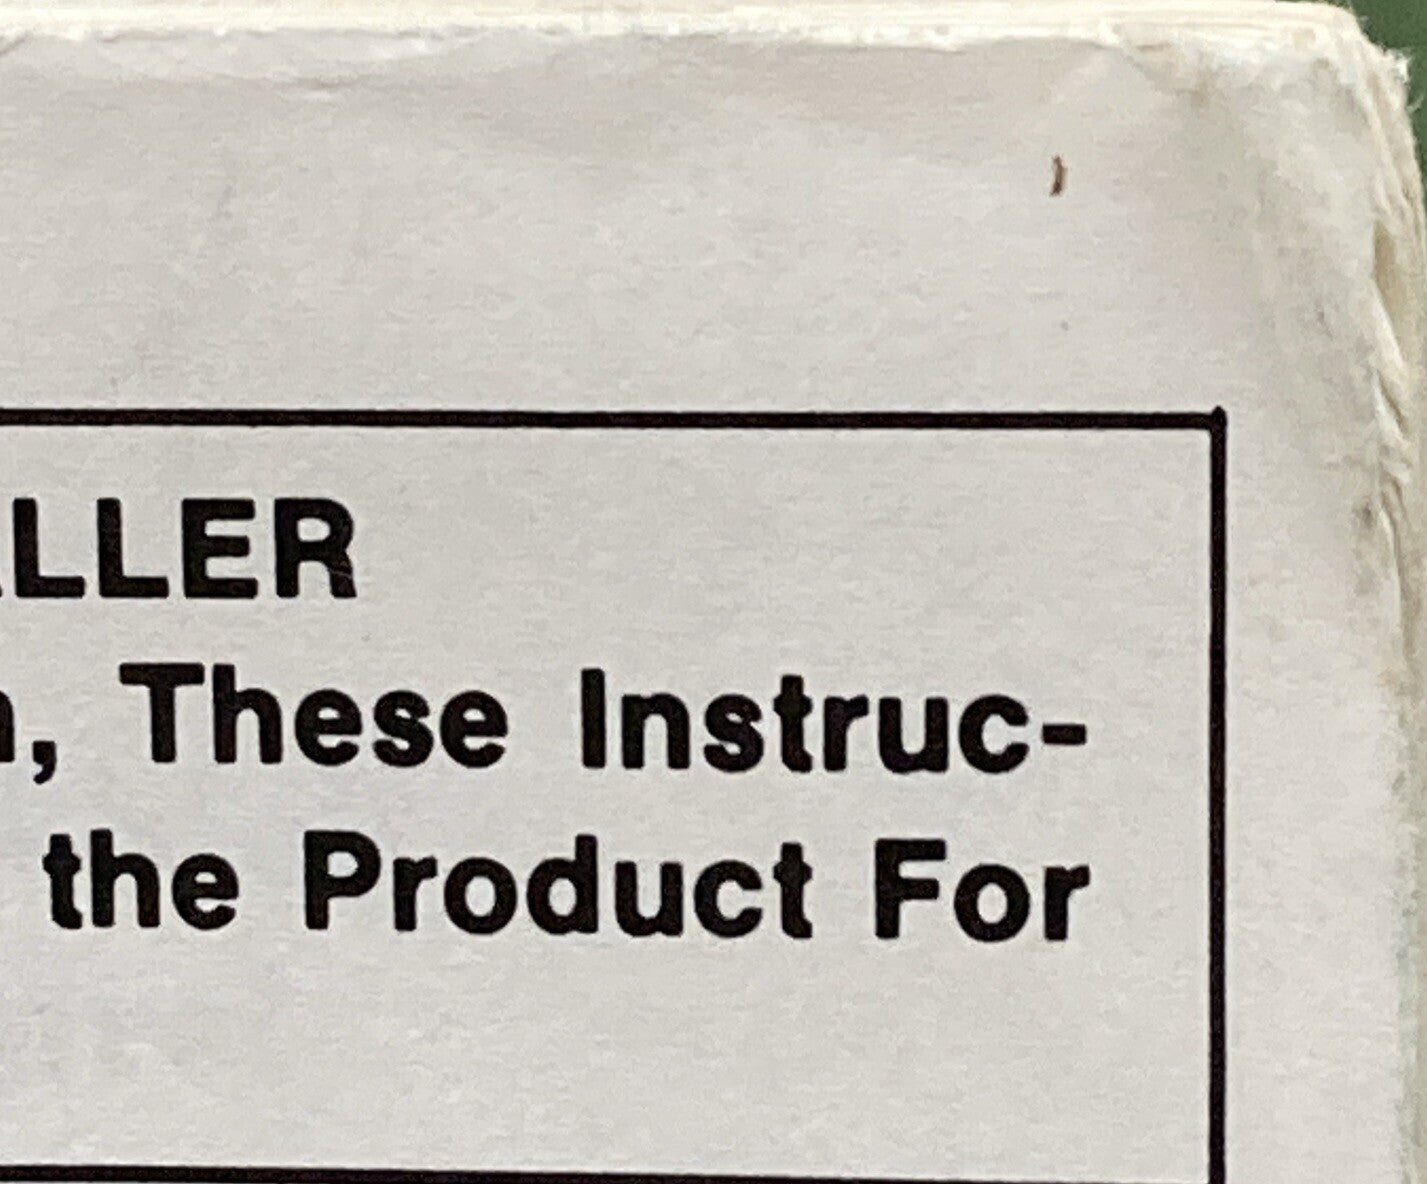 LLER
, These Instruc-
the Product For